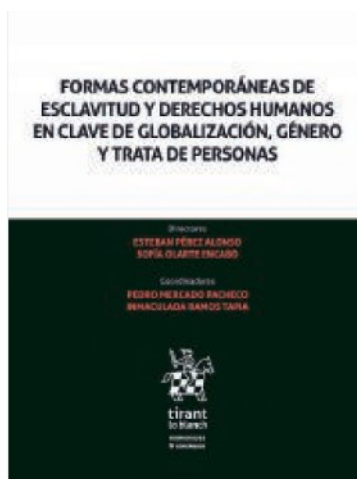 FORMAS CONTEMPORÁNEAS DE
ESCLAVITUD Y DERECHOS HUMANOS
EN CLAVE DE GLOBALIZACIÓN, GÉNERO
Y TRATA DE PERSONAS
Directores
ESTEBAN PÉREZ ALONSO
SOFÍA OLARTE ENCABO
Coordinadores
PEDRO MERCADO PACHECO
INMACULADA RAMOS TAPIA
tirant
lo blanch